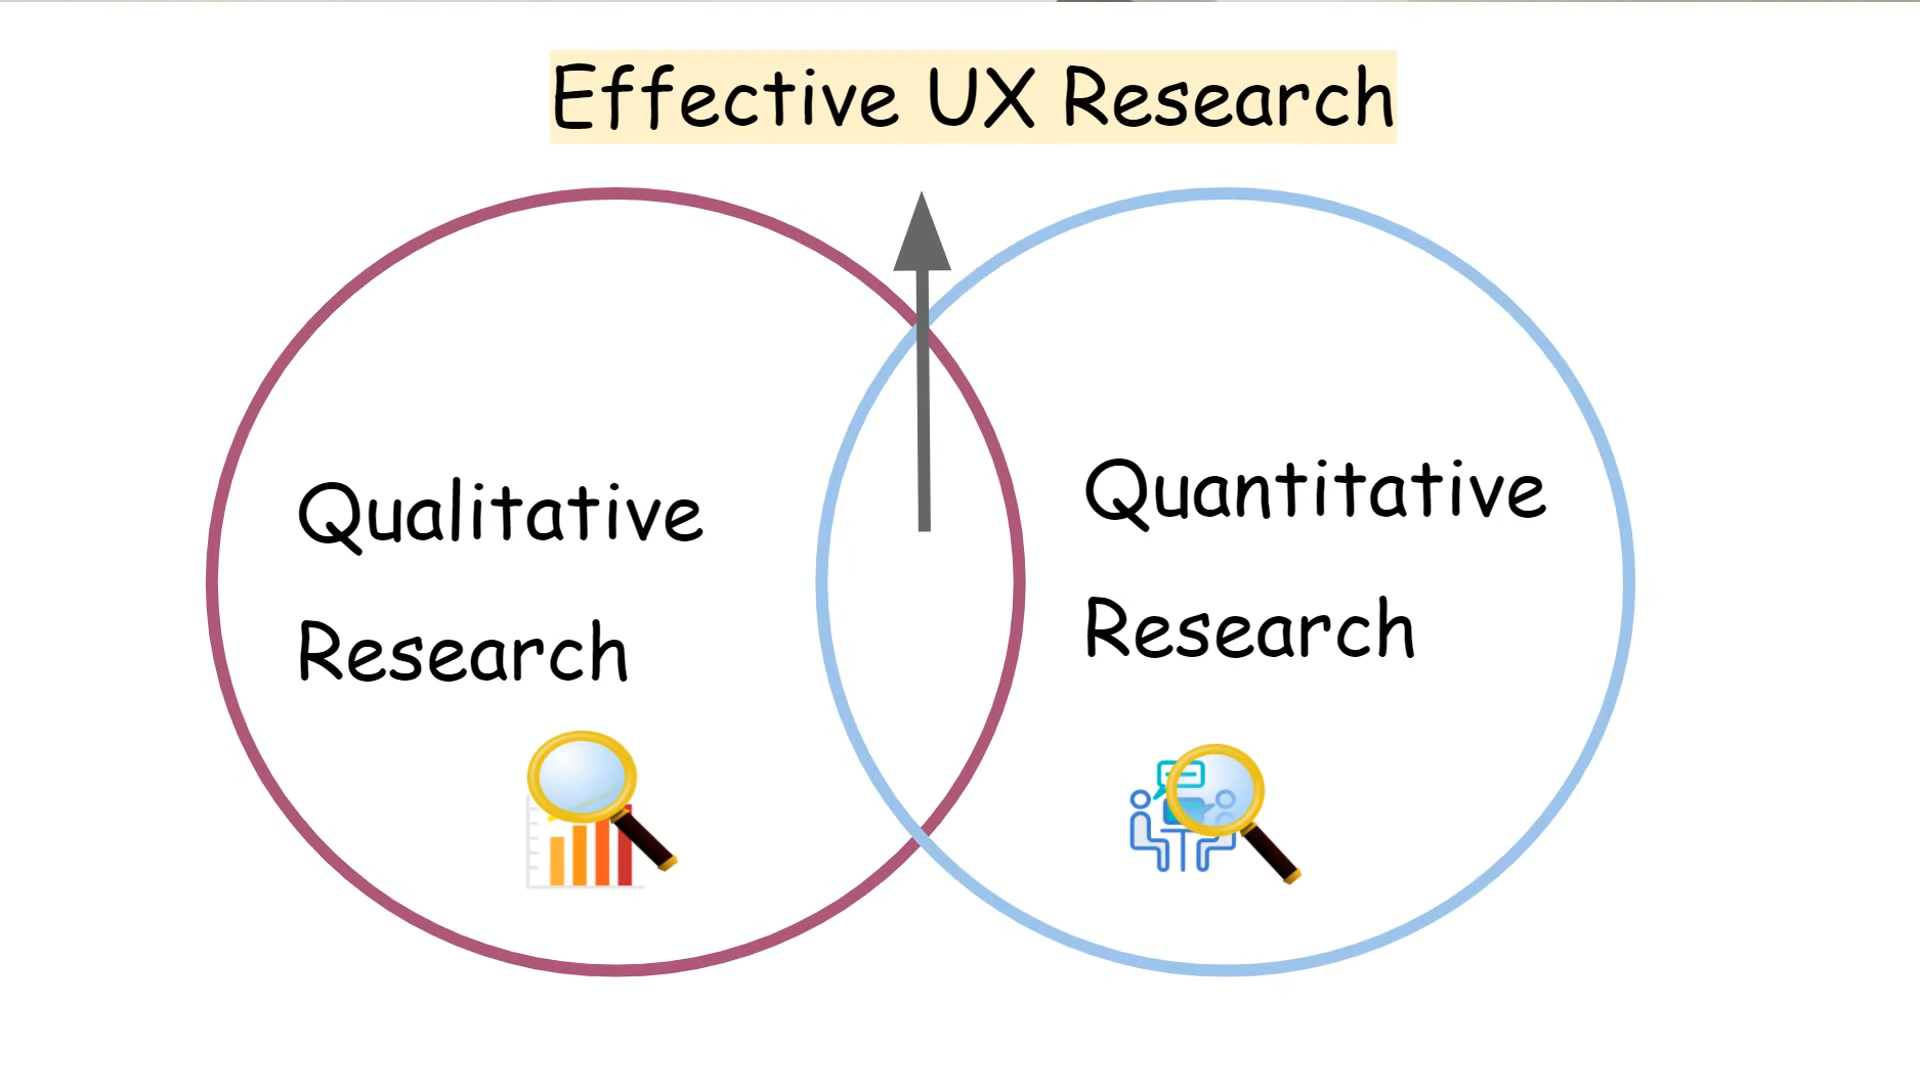 Effective UX Research
Qualitative
Research
Quantitative
Research